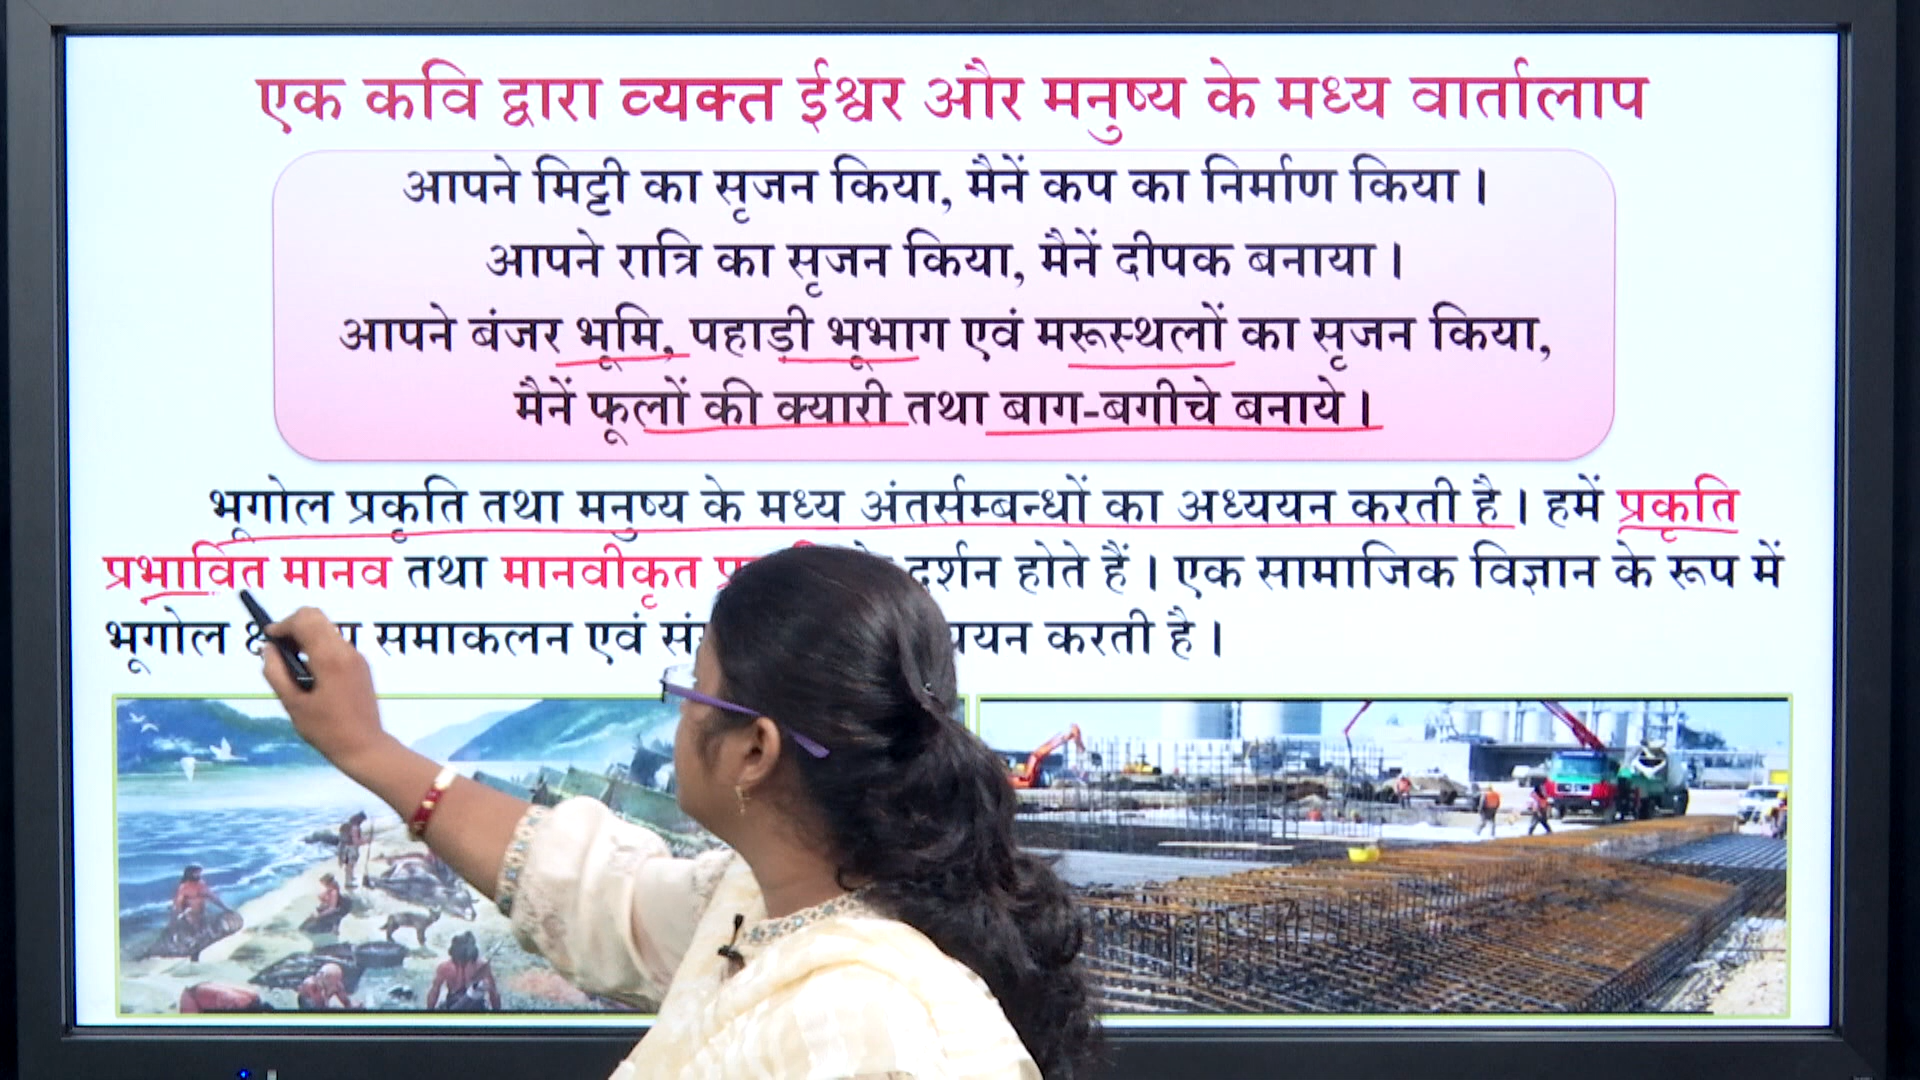 एक कवि द्वारा व्यक्त ईश्वर और मनुष्य के मध्य वार्तालाप
आपने मिट्टी का सृजन किया, मैनें कप का निर्माण किया।
आपने रात्रि का सृजन किया, मैनें दीपक बनाया।
आपने बंजर भूमि, पहाडी भूभाग एवं मरूस्थलों का सृजन किया,
मैनें फूलों की क्यारी तथा बाग-बगीचे बनाये।
भूगोल प्रकृति तथा मनुष्य के मध्य अंतर्सम्बन्धों का अध्ययन करती है। हमें प्रकृति
प्रभावित मानव तथा मानवीकृत दर्शन होते हैं। एक सामाजिक विज्ञान के रूप में
भूगोल समाकलन एवं करती है।